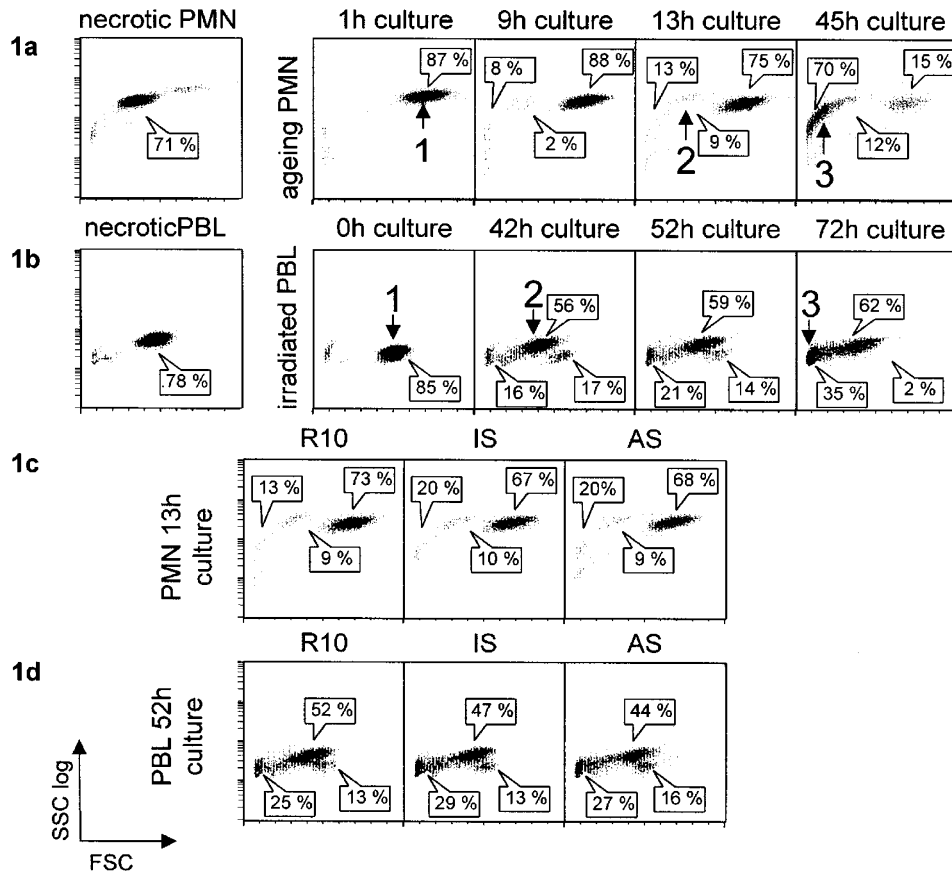 necrotic PMN 1h culture 9h culture 13h culture 45h culture
1a
ageing PMN
71 %
87 %
1
8 % 88 %
2 %
13 % 75 %
2 9 %
70 % 15 %
3 12%
necroticPBL 0h culture 42h culture 52h culture 72h culture
1b
irradiated PBL
.78 %
1
85 %
2 56 %
16 % 17 %
59 %
21 % 14 %
3 62 %
35 % 2 %
R10 IS AS
1c
PMN 13h
culture
13 % 73 %
9 %
20 % 67 %
10 %
20% 68 %
9 %
R10 IS AS
1d
PBL 52h
culture
52 %
25 % 13 %
47 %
29 % 13 %
44 %
27 % 16 %
SSC log
FSC